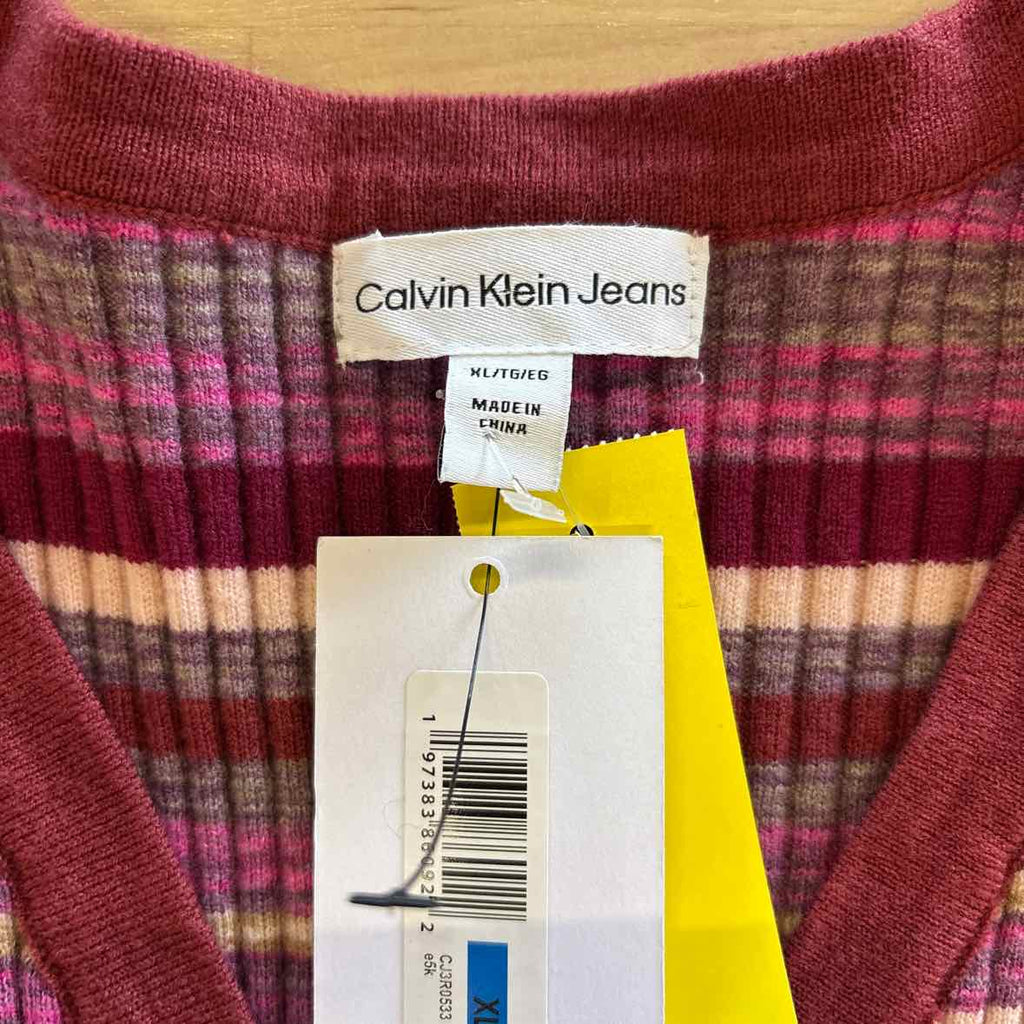 Calvin Klein Jeans
XL/TG/EG
MADE IN
CHINA
1 97383 86092 2
CJ3R0533
e5k
XL